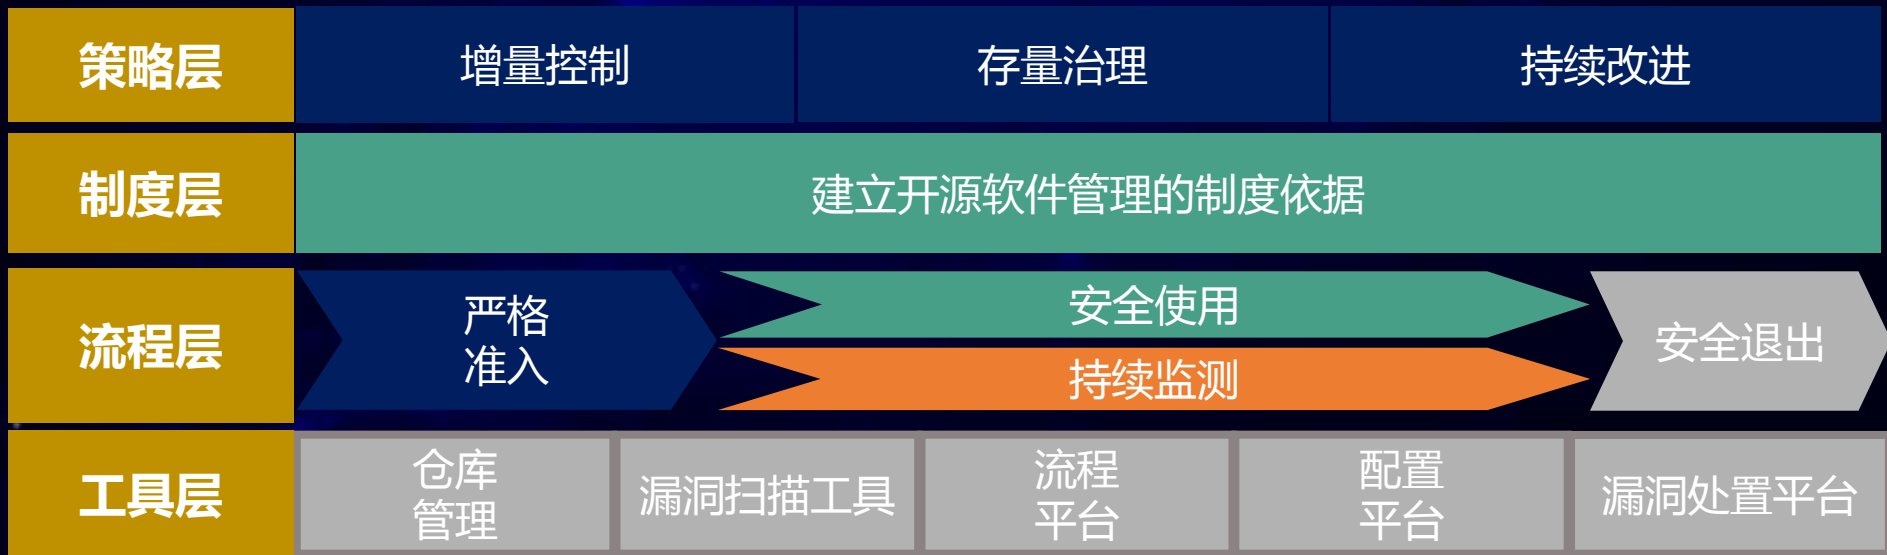 策略层
增量控制
存量治理
持续改进
制度层
建立开源软件管理的制度依据
流程层
严格
准入
安全使用
持续监测
安全退出
工具层
仓库
管理
漏洞扫描工具
流程
平台
配置
平台
漏洞处置平台